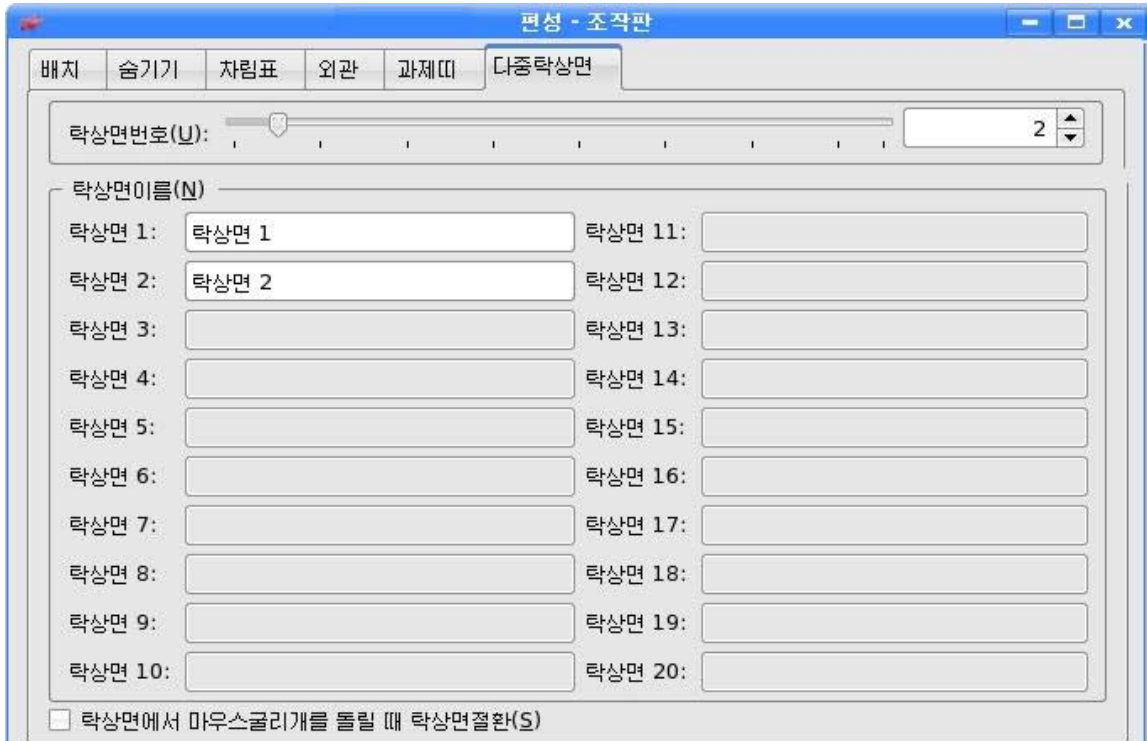 편성 - 조작판
배치 숨기기 차림표 외관 과제띠 다중탁상면
탁상면번호(U): 2
탁상면이름(N)
탁상면 1: 탁상면 1 탁상면 11:
탁상면 2: 탁상면 2 탁상면 12:
탁상면 3: 탁상면 13:
탁상면 4: 탁상면 14:
탁상면 5: 탁상면 15:
탁상면 6: 탁상면 16:
탁상면 7: 탁상면 17:
탁상면 8: 탁상면 18:
탁상면 9: 탁상면 19:
탁상면 10: 탁상면 20:
탁상면에서 마우스굴리개를 돌릴 때 탁상면절환(S)